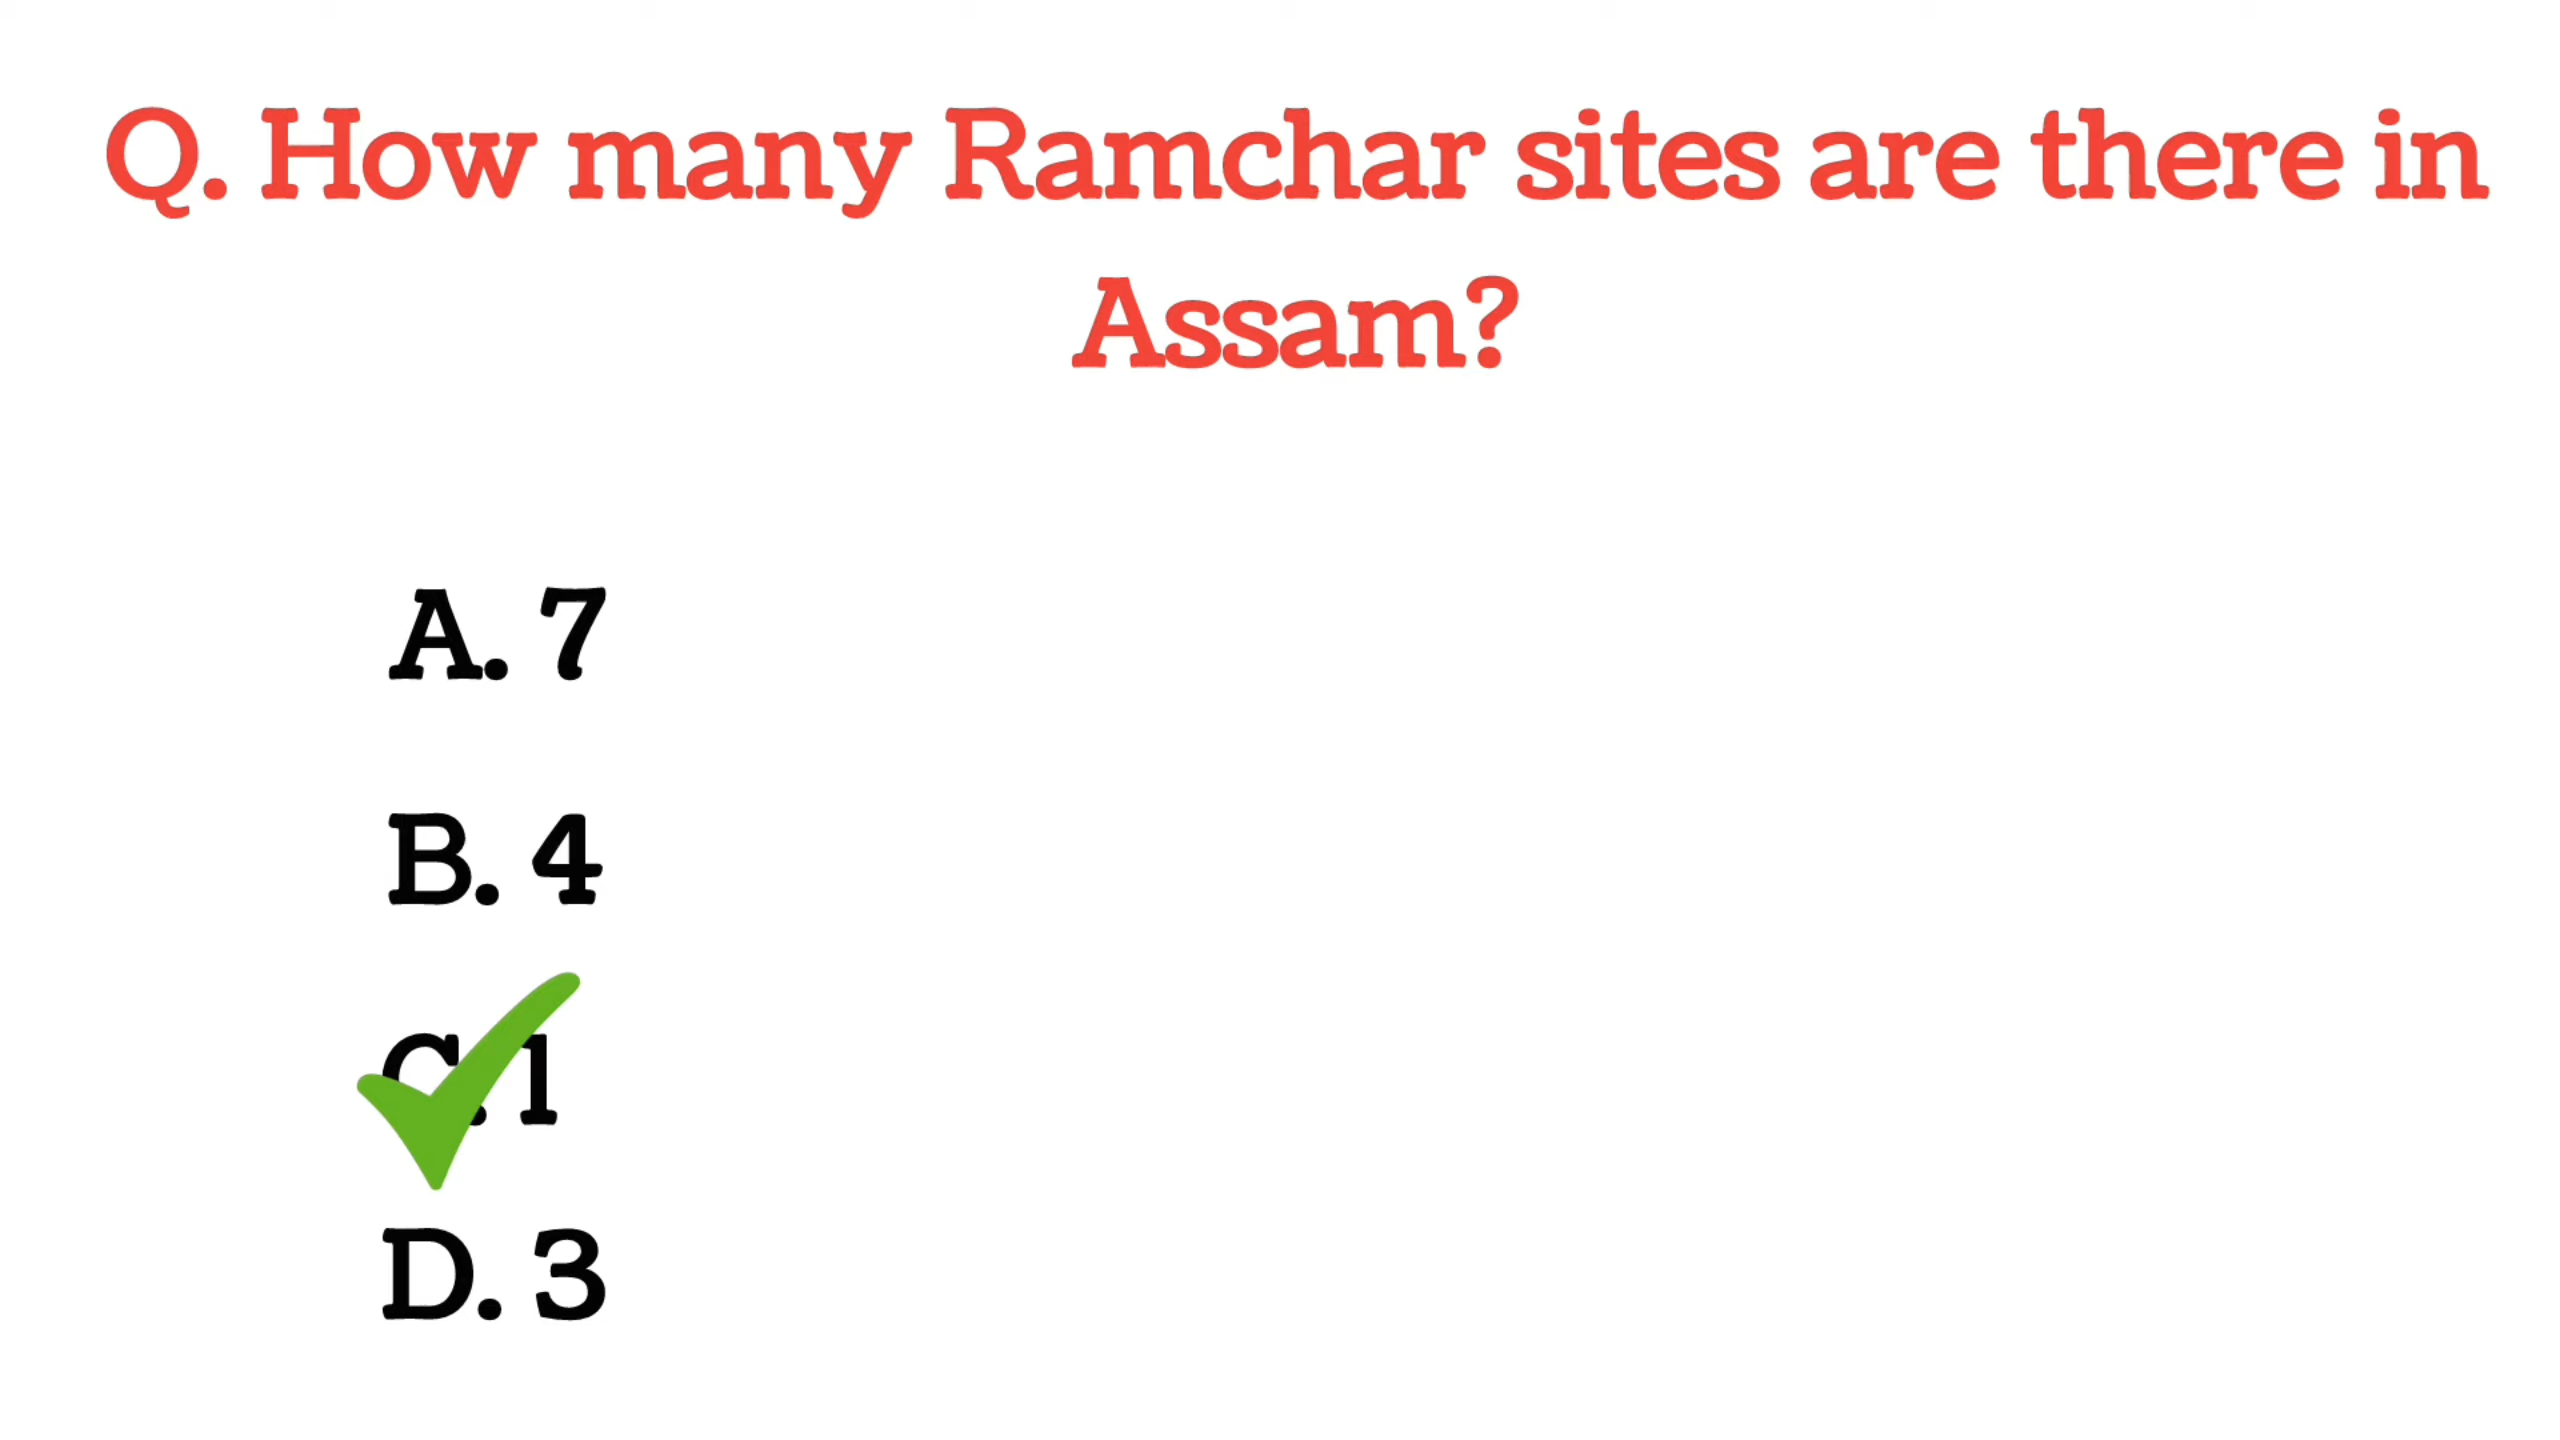 Q. How many Ramchar sites are there in
Assam?
A. 7
B. 4
C. 1
D. 3